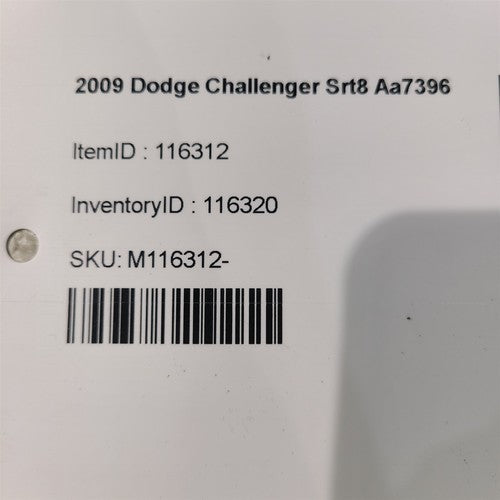 2009 Dodge Challenger Srt8 Aa7396
ItemID : 116312
InventoryID : 116320
SKU: M116312-